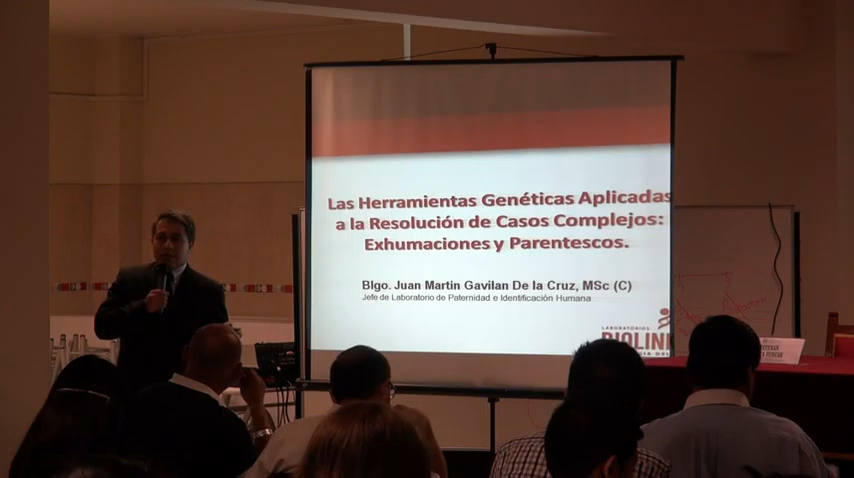 Las Herramientas Genéticas Aplicadas
a la Resolución de Casos Complejos:
Exhumaciones y Parentescos.
Blgo. Juan Martin Gavilan De la Cruz, MSc (C)
Jefe de Laboratorio de Paternidad e Identificación Humana
LABORATORIOS
BIOLINK